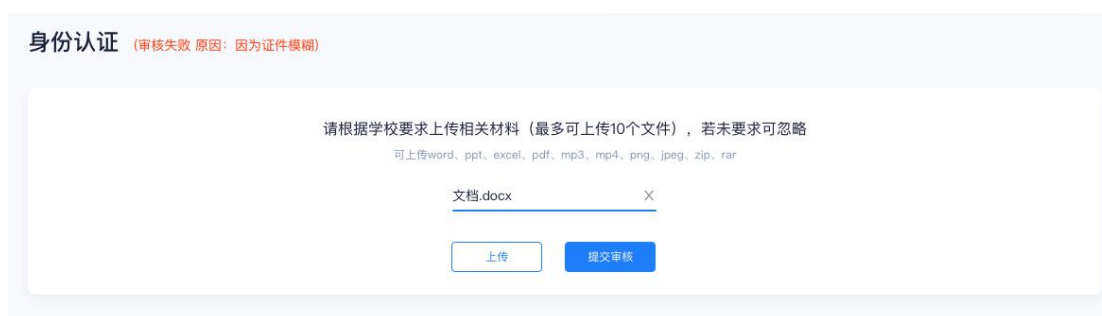 身份认证 (审核失败 原因：因为证件模糊)
请根据学校要求上传相关材料（最多可上传10个文件），若未要求可忽略
可上传word、ppt、excel、pdf、mp3、mp4、png、jpeg、zip、rar
文档.docx ×
上传 提交审核